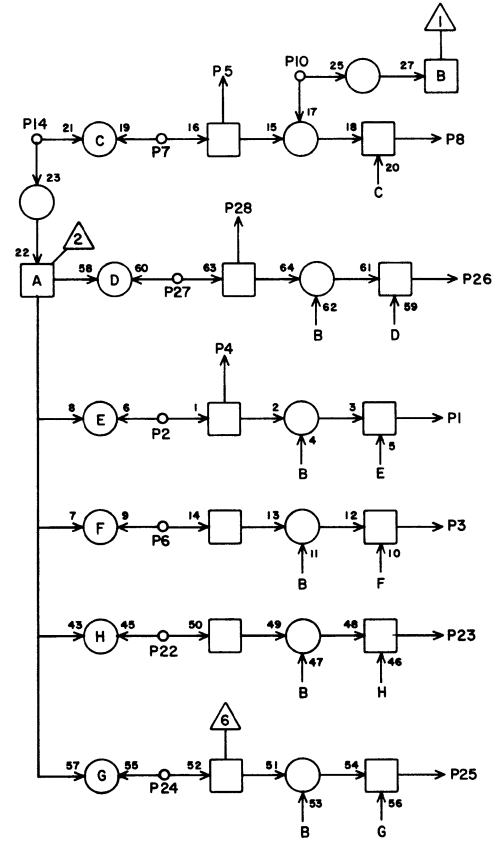 1
P5
P10
25
27
B
P14
21
C
19
P7
16
15
17
18
P8
20
C
23
22
A
2
P28
58
D
60
P27
63
64
61
P26
62
59
B
D
P4
8
E
6
P2
1
2
3
P1
4
5
B
E
7
F
9
P6
14
13
12
P3
11
10
B
F
43
H
45
P22
50
49
48
P23
47
46
B
H
6
57
G
55
P24
52
51
54
P25
53
56
B
G